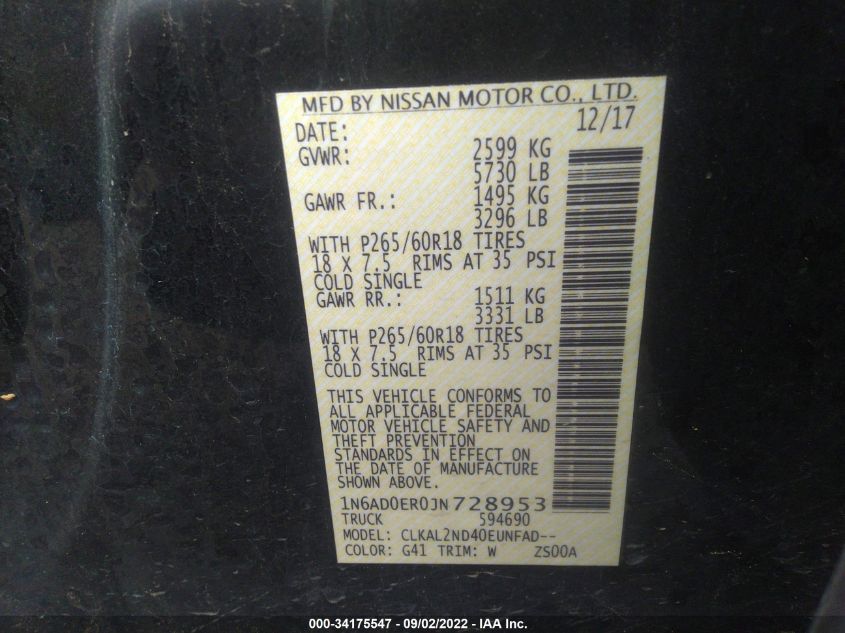 MFD BY NISSAN MOTOR CO., LTD.
DATE: 12/17
GVWR: 2599 KG
5730 LB
GAWR FR.: 1495 KG
3296 LB
WITH P265/60R18 TIRES
18 X 7.5 RIMS AT 35 PSI
COLD SINGLE
GAWR RR.: 1511 KG
3331 LB
WITH P265/60R18 TIRES
18 X 7.5 RIMS AT 35 PSI
COLD SINGLE
THIS VEHICLE CONFORMS TO
ALL APPLICABLE FEDERAL
MOTOR VEHICLE SAFETY AND
THEFT PREVENTION
STANDARDS IN EFFECT ON
THE DATE OF MANUFACTURE
SHOWN ABOVE.
1N6AD0ER0JN728953
TRUCK 594690
MODEL: CLKAL2ND40EUNFAD--
COLOR: G41 TRIM: W ZS00A
000-34175547 - 09/02/2022 - IAA Inc.